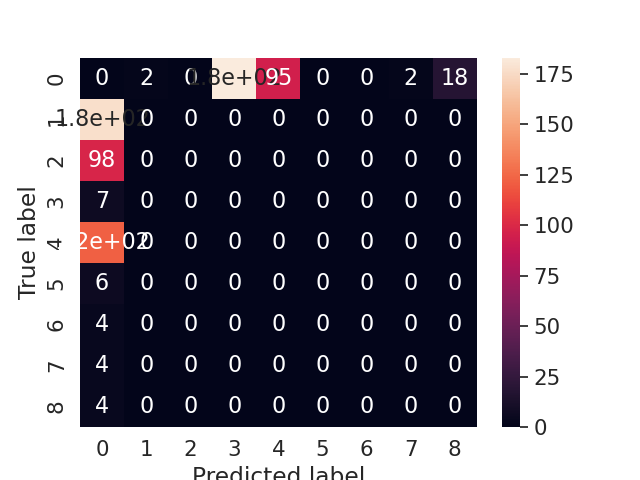 0 0 2 0 1.8e+02 95 0 0 2 18
1 1.8e+02 0 0 0 0 0 0 0 0
2 98 0 0 0 0 0 0 0 0
3 7 0 0 0 0 0 0 0 0
4 2e+02 0 0 0 0 0 0 0 0
5 6 0 0 0 0 0 0 0 0
6 4 0 0 0 0 0 0 0 0
7 4 0 0 0 0 0 0 0 0
8 4 0 0 0 0 0 0 0 0
0 1 2 3 4 5 6 7 8
True label
Predicted label
175
150
125
100
75
50
25
0